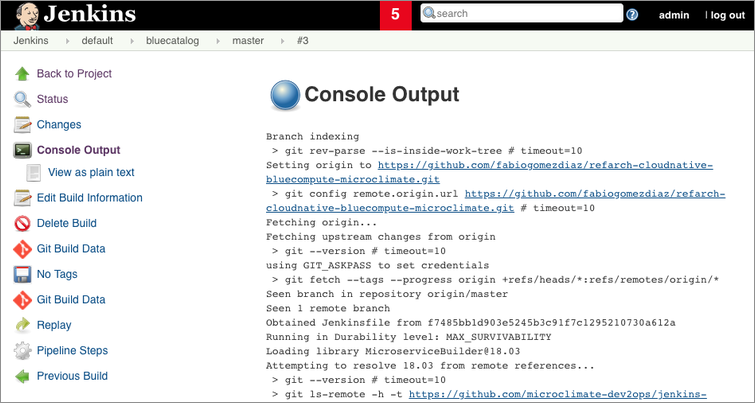 Jenkins
5
search
admin
| log out
Jenkins
default
bluecatalog
master
#3
Back to Project
Status
Changes
Console Output
View as plain text
Edit Build Information
Delete Build
Git Build Data
No Tags
Git Build Data
Replay
Pipeline Steps
Previous Build
Console Output
Branch indexing
> git rev-parse --is-inside-work-tree # timeout=10
Setting origin to https://github.com/fabiogomezdiaz/refarch-cloudnative-
bluecompute-microclimate.git
> git config remote.origin.url https://github.com/fabiogomezdiaz/refarch-
cloudnative-bluecompute-microclimate.git # timeout=10
Fetching origin...
Fetching upstream changes from origin
> git --version # timeout=10
using GIT_ASKPASS to set credentials
> git fetch --tags --progress origin +refs/heads/*:refs/remotes/origin/*
Seen branch in repository origin/master
Seen 1 remote branch
Obtained Jenkinsfile from f7485bb1d903e5245b3c91f7c1295210730a612a
Running in Durability level: MAX_SURVIVABILITY
Loading library MicroserviceBuilder@18.03
Attempting to resolve 18.03 from remote references...
> git --version # timeout=10
> git ls-remote -h -t https://github.com/microclimate-dev2ops/jenkins-